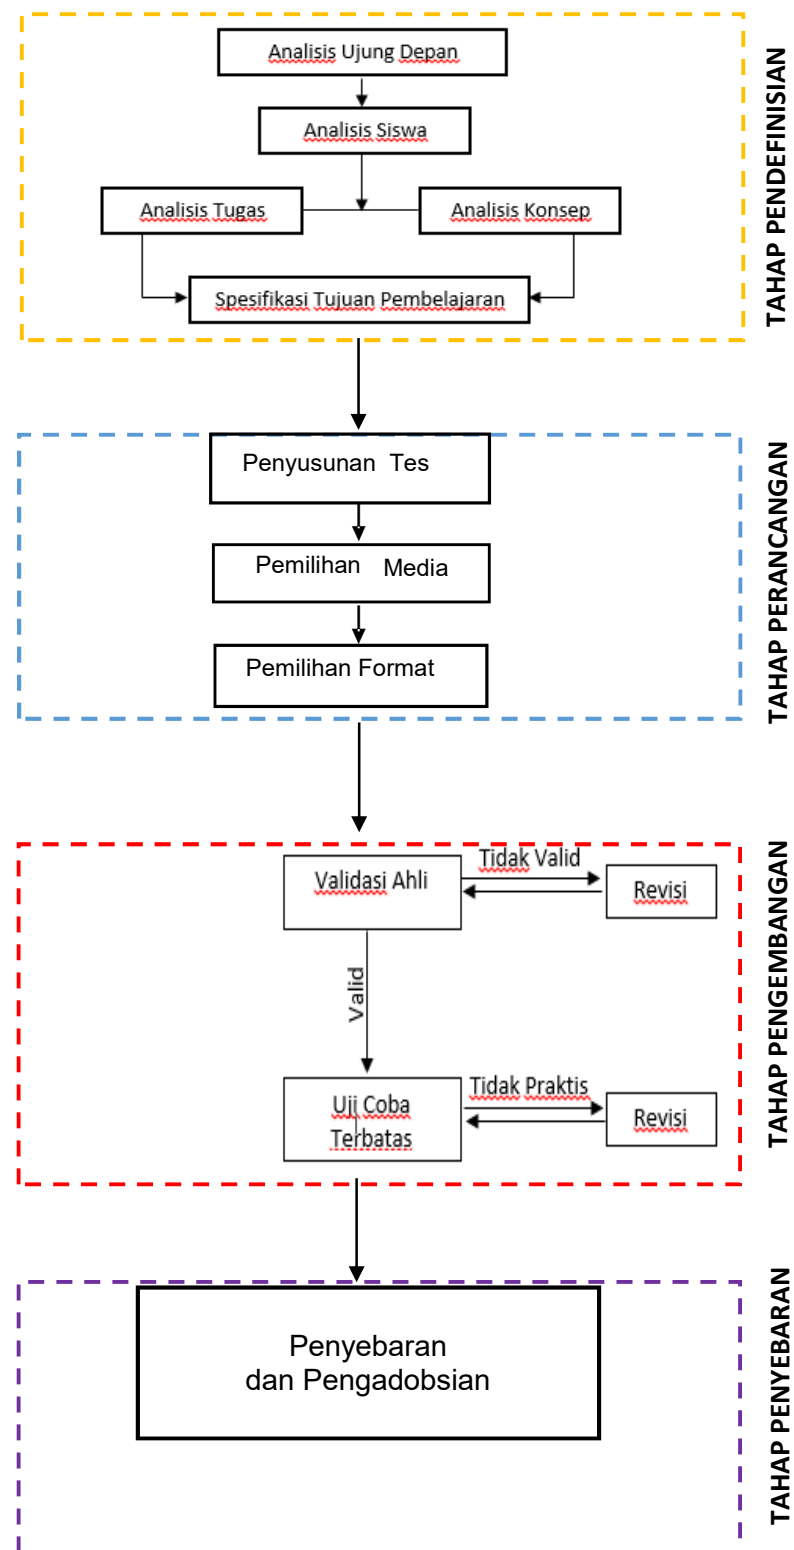 Analisis Ujung Depan
Analisis Siswa
Analisis Tugas
Analisis Konsep
Spesifikasi Tujuan Pembelajaran
TAHAP PENDEFINISIAN
Penyusunan Tes
Pemilihan Media
Pemilihan Format
TAHAP PERANCANGAN
Validasi Ahli
Tidak Valid
Revisi
Valid
Uji Coba
Terbatas
Tidak Praktis
Revisi
TAHAP PENGEMBANGAN
Penyebaran
dan Pengadobsian
TAHAP PENYEBARAN